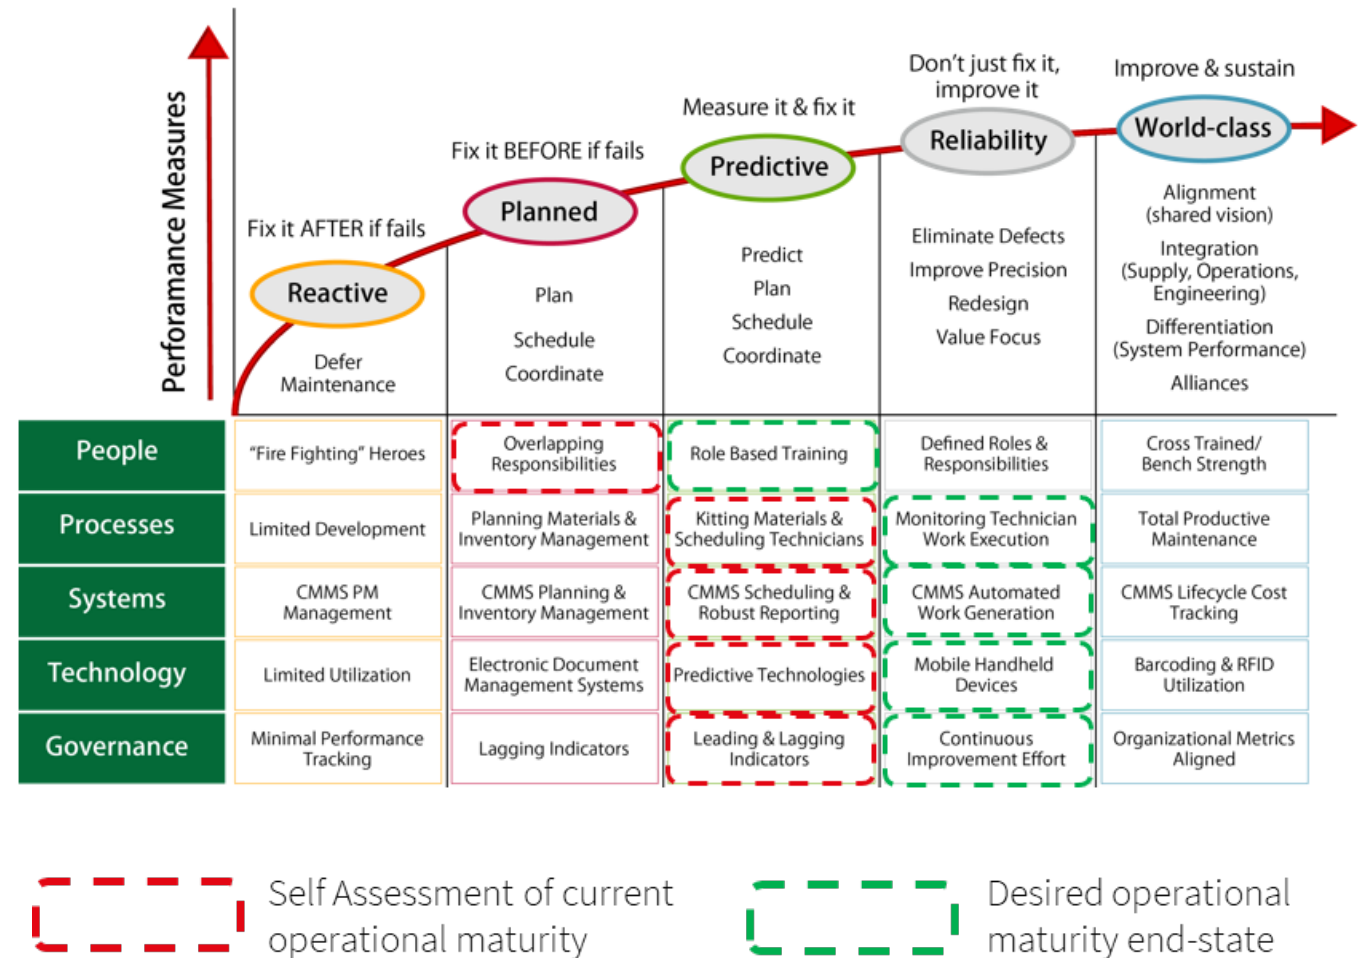 Perforamance Measures
Fix it AFTER if fails
Reactive
Defer
Maintenance
Fix it BEFORE if fails
Planned
Plan
Schedule
Coordinate
Measure it & fix it
Predictive
Predict
Plan
Schedule
Coordinate
Don't just fix it,
improve it
Reliability
Eliminate Defects
Improve Precision
Redesign
Value Focus
Improve & sustain
World-class
Alignment
(shared vision)
Integration
(Supply, Operations,
Engineering)
Differentiation
(System Performance)
Alliances
People
"Fire Fighting" Heroes
Overlapping
Responsibilities
Role Based Training
Defined Roles &
Responsibilities
Cross Trained/
Bench Strength
Processes
Limited Development
Planning Materials &
Inventory Management
Kitting Materials &
Scheduling Technicians
Monitoring Technician
Work Execution
Total Productive
Maintenance
Systems
CMMS PM
Management
CMMS Planning &
Inventory Management
CMMS Scheduling &
Robust Reporting
CMMS Automated
Work Generation
CMMS Lifecycle Cost
Tracking
Technology
Limited Utilization
Electronic Document
Management Systems
Predictive Technologies
Mobile Handheld
Devices
Barcoding & RFID
Utilization
Governance
Minimal Performance
Tracking
Lagging Indicators
Leading & Lagging
Indicators
Continuous
Improvement Effort
Organizational Metrics
Aligned
Self Assessment of current
operational maturity
Desired operational
maturity end-state